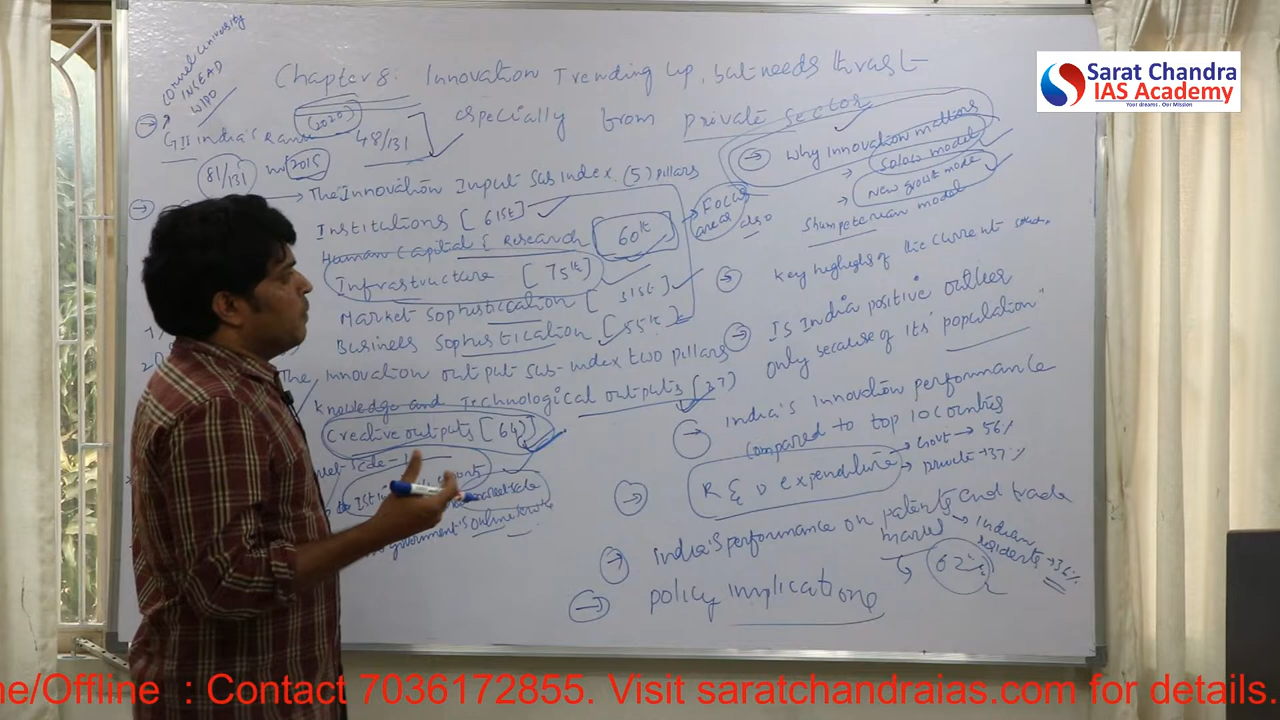 Cornel University
INSEAD
WIPO
Chapter 8 Innovation Trending up, but needs thrust
specially from private sector
GII India's Rank (2020) 48/131
81/131 in 2015
The Innovation Input sub index (5) pillars
Institutions [61st]
Human Capital & Research 60th
Infrastructure [75th]
Market Sophistication [31st]
Business Sophistication [55th]
Focus area also
The Innovation output sub-index two pillars
Knowledge and Technological outputs [27]
Creative outputs [64]
government's Online
Why innovation matters
Solow model
New growth model
Shumpeterian model
Key highlighs of the current
Is India positive outlier
only because of its "population"
India's Innovation performance
compared to top 10 countries
R & D expenditure
Govt → 56%
private → 37%
India's performance on patents and trade
mares
Indian
residents → 36%
62%
policy implications
Sarat Chandra
IAS Academy
Your dreams. Our Mission
ne/Offline : Contact 7036172855. Visit saratchandraias.com for details.